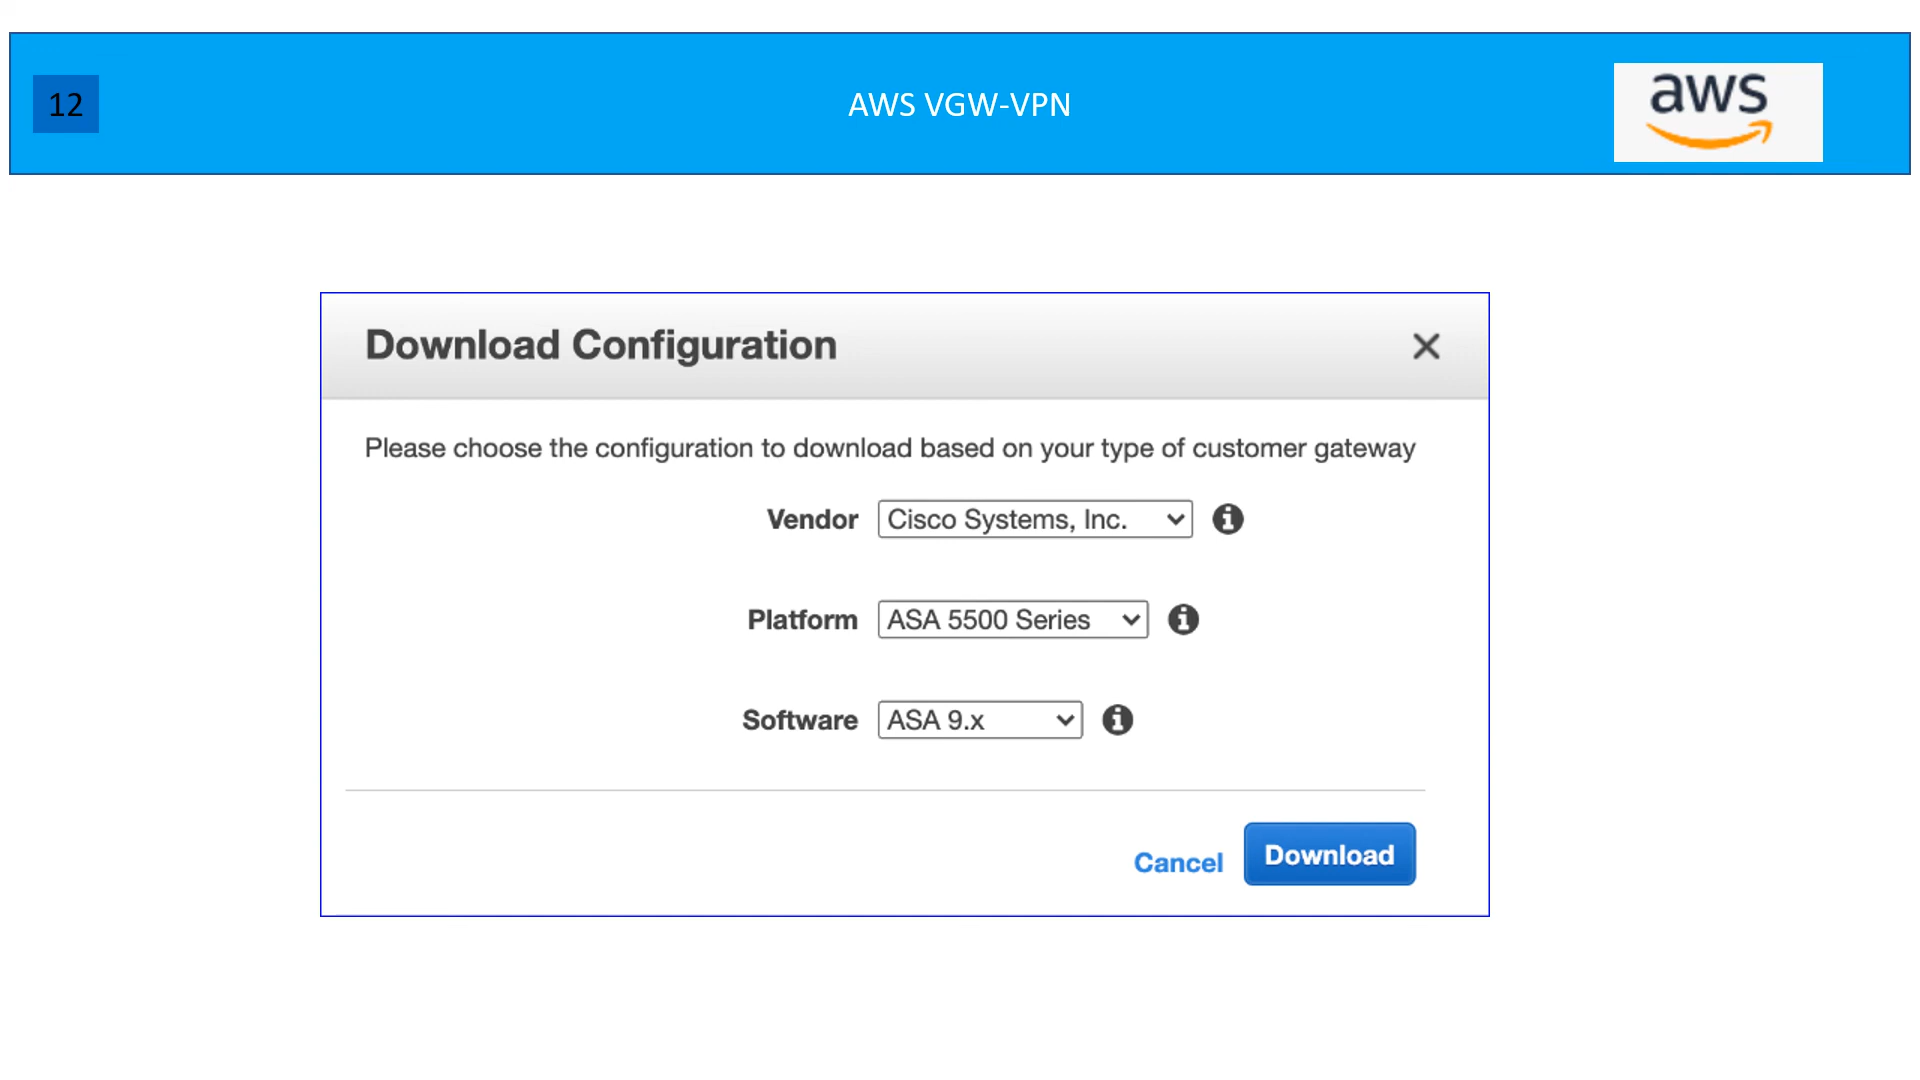 12
AWS VGW-VPN
aws
Download Configuration
Please choose the configuration to download based on your type of customer gateway
Vendor Cisco Systems, Inc.
Platform ASA 5500 Series
Software ASA 9.x
Cancel Download